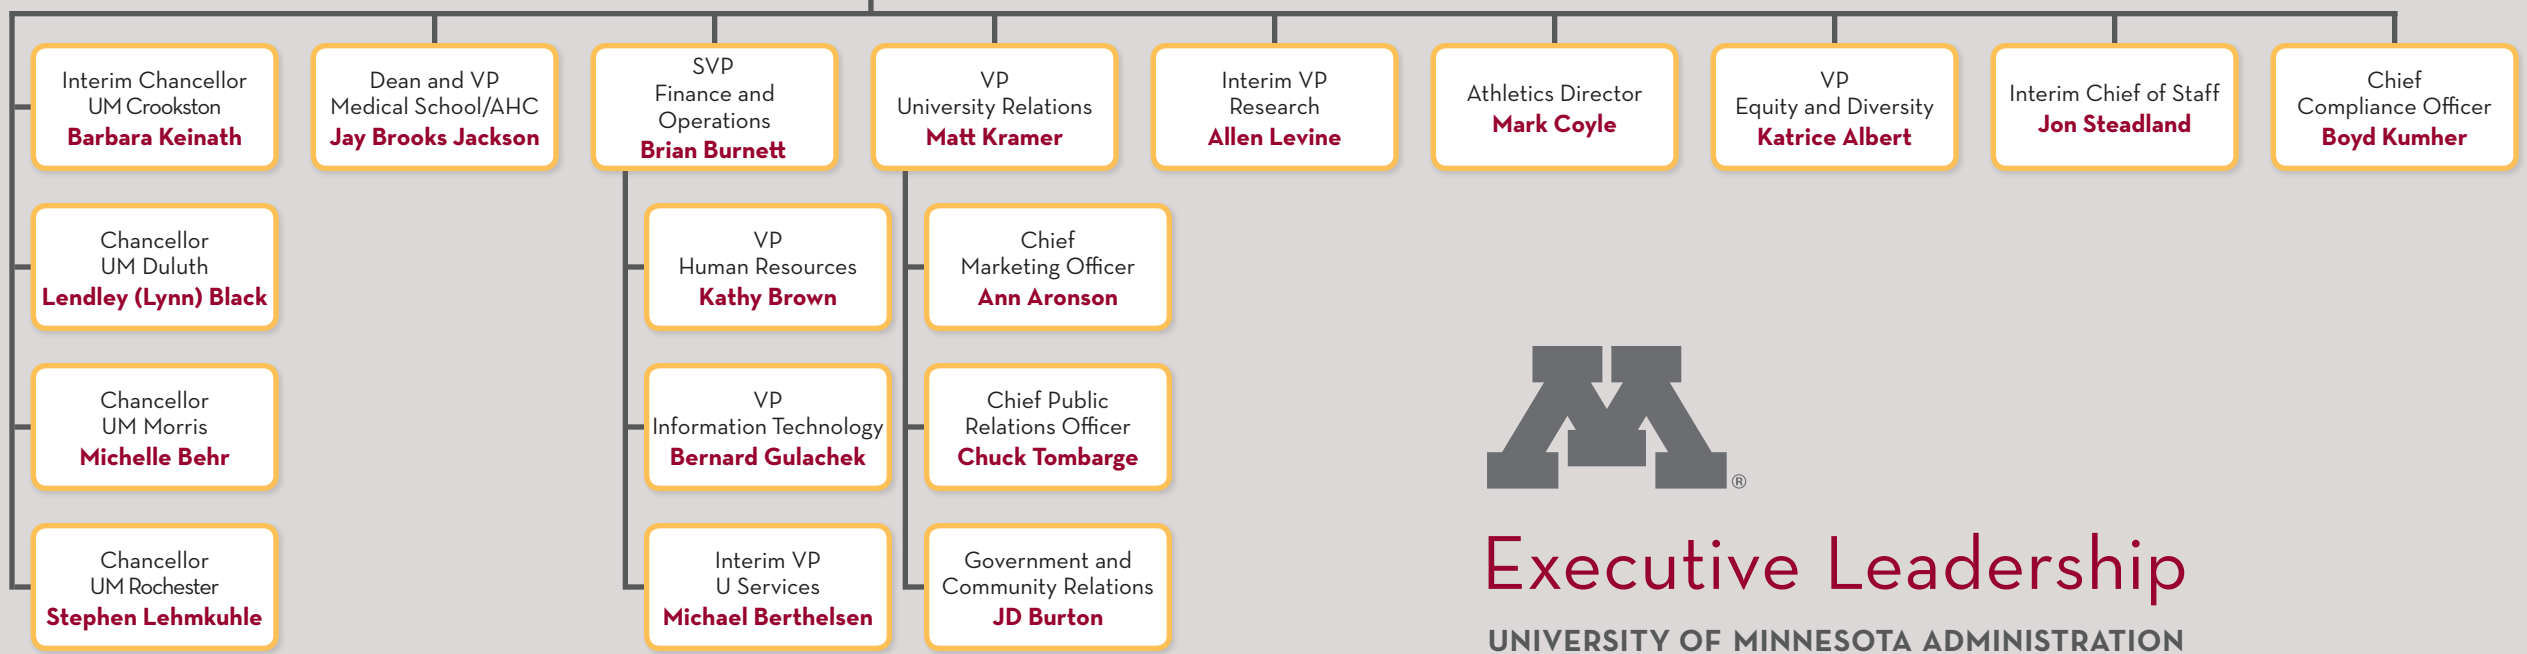 Interim Chancellor
UM Crookston
Barbara Keinath
Dean and VP
Medical School/AHC
Jay Brooks Jackson
SVP
Finance and
Operations
Brian Burnett
VP
University Relations
Matt Kramer
Interim VP
Research
Allen Levine
Athletics Director
Mark Coyle
VP
Equity and Diversity
Katrice Albert
Interim Chief of Staff
Jon Steadland
Chief
Compliance Officer
Boyd Kumher
Chancellor
UM Duluth
Lendley (Lynn) Black
VP
Human Resources
Kathy Brown
Chief
Marketing Officer
Ann Aronson
Chancellor
UM Morris
Michelle Behr
VP
Information Technology
Bernard Gulachek
Chief Public
Relations Officer
Chuck Tombarge
Chancellor
UM Rochester
Stephen Lehmkuhle
Interim VP
U Services
Michael Berthelsen
Government and
Community Relations
JD Burton
M®
Executive Leadership
UNIVERSITY OF MINNESOTA ADMINISTRATION